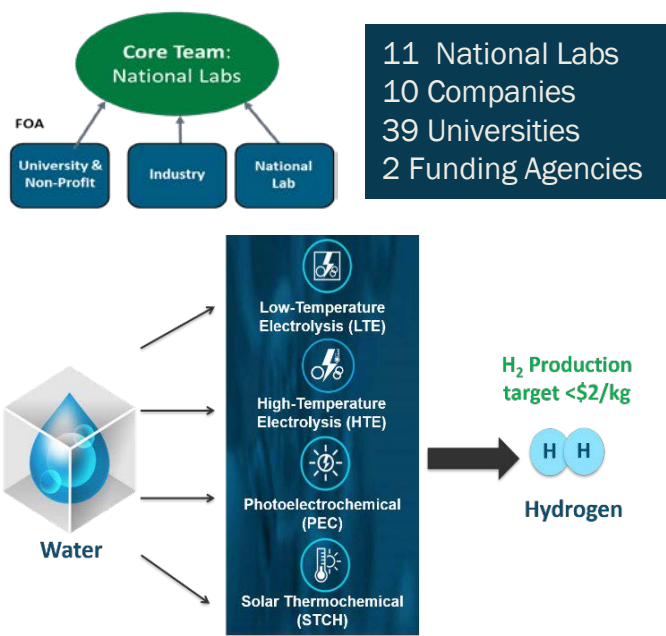 Core Team:
National Labs
FOA
University &
Non-Profit
Industry
National
Lab
11 National Labs
10 Companies
39 Universities
2 Funding Agencies
Water
Low-Temperature
Electrolysis (LTE)
High-Temperature
Electrolysis (HTE)
Photoelectrochemical
(PEC)
Solar Thermochemical
(STCH)
H₂ Production
target <$2/kg
H H
Hydrogen